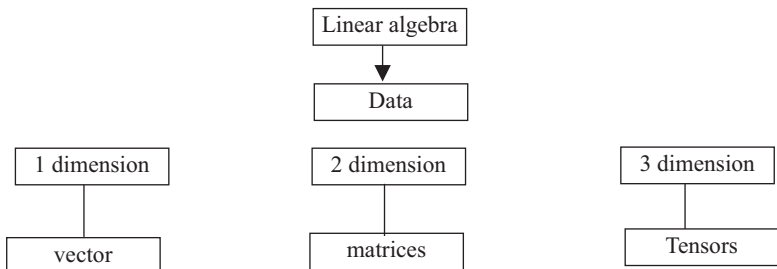 Linear algebra
Data
1 dimension
2 dimension
3 dimension
vector
matrices
Tensors